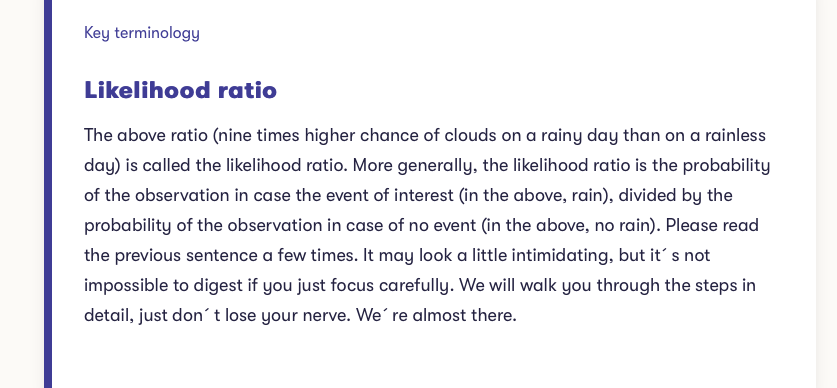 Key terminology
Likelihood ratio
The above ratio (nine times higher chance of clouds on a rainy day than on a rainless
day) is called the likelihood ratio. More generally, the likelihood ratio is the probability
of the observation in case the event of interest (in the above, rain), divided by the
probability of the observation in case of no event (in the above, no rain). Please read
the previous sentence a few times. It may look a little intimidating, but it´ s not
impossible to digest if you just focus carefully. We will walk you through the steps in
detail, just don´ t lose your nerve. We´ re almost there.